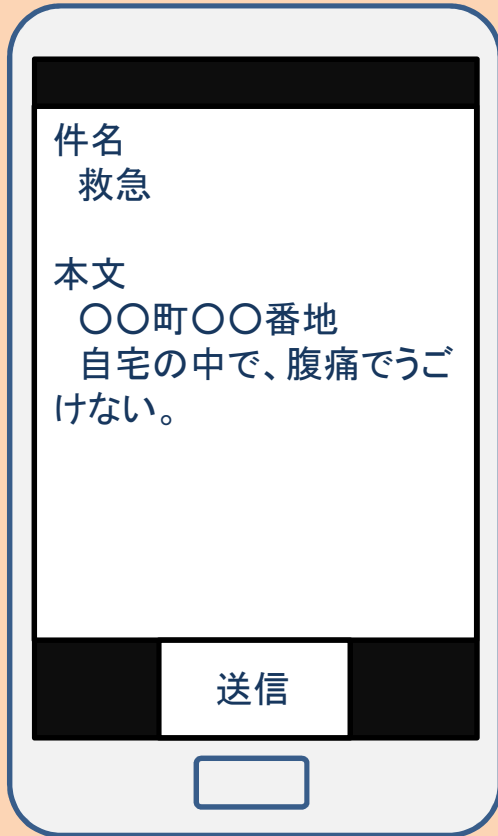 件名
救急
本文
〇〇町〇〇番地
自宅の中で、腹痛でうご
けない。
送信